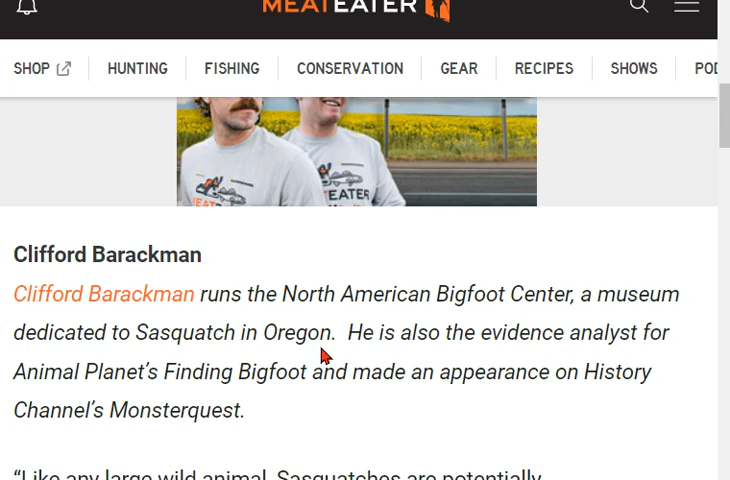 MEATEATER
SHOP HUNTING FISHING CONSERVATION GEAR RECIPES SHOWS
EATER
Clifford Barackman
Clifford Barackman runs the North American Bigfoot Center, a museum
dedicated to Sasquatch in Oregon. He is also the evidence analyst for
Animal Planet’s Finding Bigfoot and made an appearance on History
Channel’s Monsterquest.
“Like any large wild animal, Sasquatches are potentially